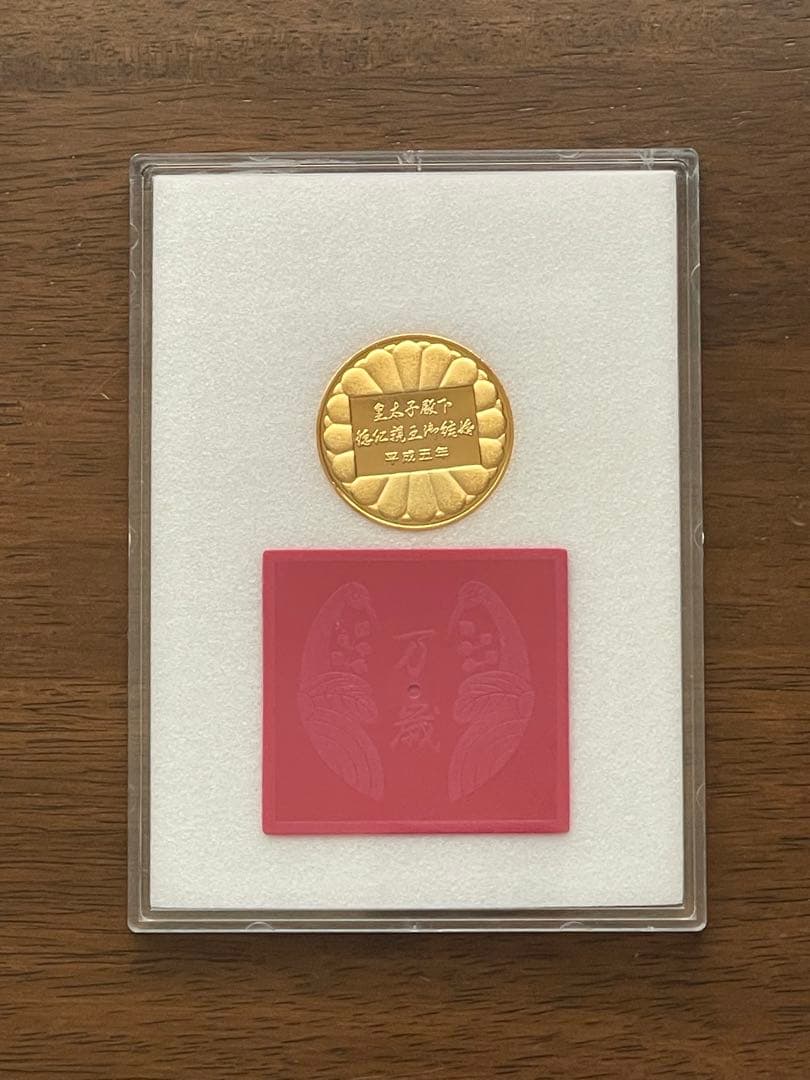 皇太子殿下
徳仁親王御結婚
平成五年
万
歳